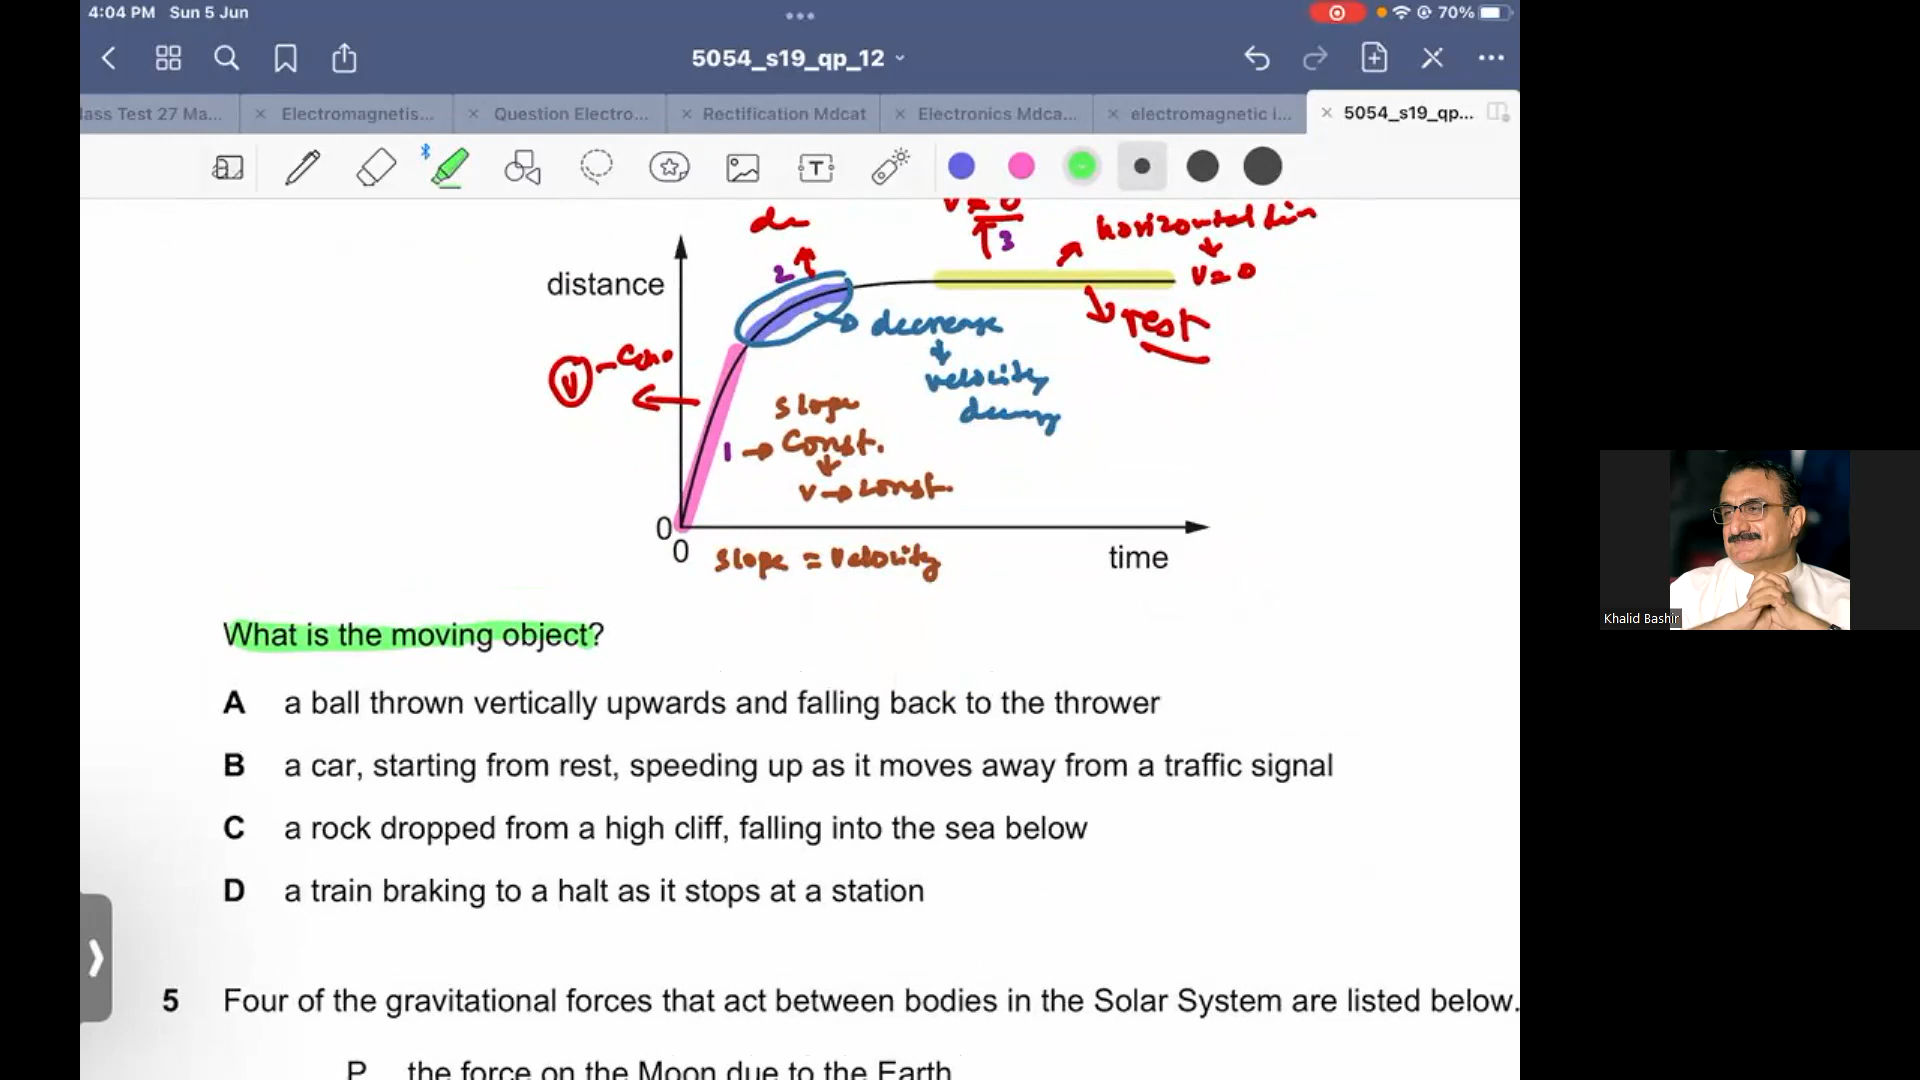 4:04 PM Sun 5 Jun
70%
5054_s19_qp_12
lass Test 27 Ma...
Electromagnetis...
Question Electro...
Rectification Mdcat
Electronics Mdca...
electromagnetic i...
5054_s19_qp...
T
3
horizontal
v = 0
2
distance
decrease
rest
V
velocity
slope
1 → Const.
v → const.
0
0
slope = velocity
time
What is the moving object?
A a ball thrown vertically upwards and falling back to the thrower
B a car, starting from rest, speeding up as it moves away from a traffic signal
C a rock dropped from a high cliff, falling into the sea below
D a train braking to a halt as it stops at a station
5 Four of the gravitational forces that act between bodies in the Solar System are listed below.
P the force on the Moon due to the Earth
Khalid Bashir